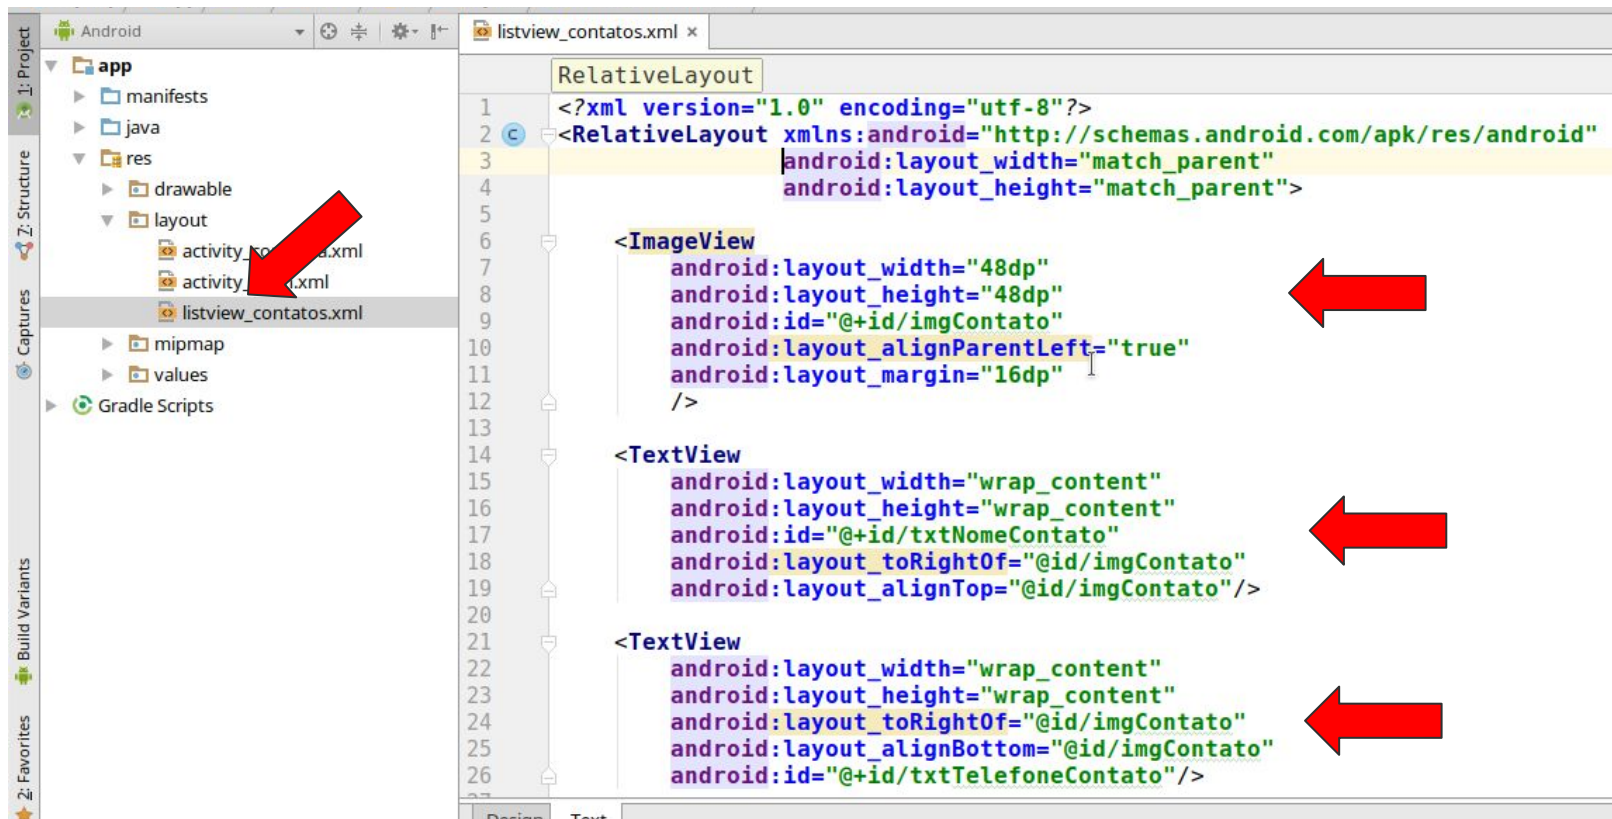 1: Project
Android
listview_contatos.xml ×
app
manifests
java
res
drawable
layout
activity_
.xml
activity_
.xml
listview_contatos.xml
mipmap
values
Gradle Scripts
7: Structure
Captures
Build Variants
2: Favorites
RelativeLayout
1 <?xml version="1.0" encoding="utf-8"?>
2 <RelativeLayout xmlns:android="http://schemas.android.com/apk/res/android"
3 android:layout_width="match_parent"
4 android:layout_height="match_parent">
5
6 <ImageView
7 android:layout_width="48dp"
8 android:layout_height="48dp"
9 android:id="@+id/imgContato"
10 android:layout_alignParentLeft="true"
11 android:layout_margin="16dp"
12 />
13
14 <TextView
15 android:layout_width="wrap_content"
16 android:layout_height="wrap_content"
17 android:id="@+id/txtNomeContato"
18 android:layout_toRightOf="@id/imgContato"
19 android:layout_alignTop="@id/imgContato"/>
20
21 <TextView
22 android:layout_width="wrap_content"
23 android:layout_height="wrap_content"
24 android:layout_toRightOf="@id/imgContato"
25 android:layout_alignBottom="@id/imgContato"
26 android:id="@+id/txtTelefoneContato"/>
Design Text